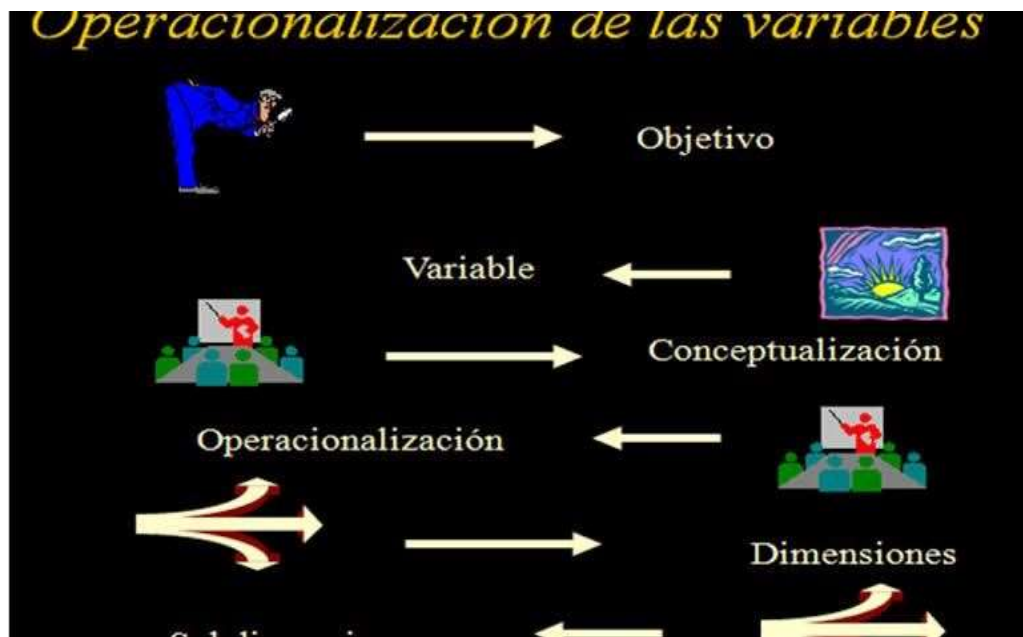 Operacionalización de las variables
Objetivo
Variable
Conceptualización
Operacionalización
Dimensiones